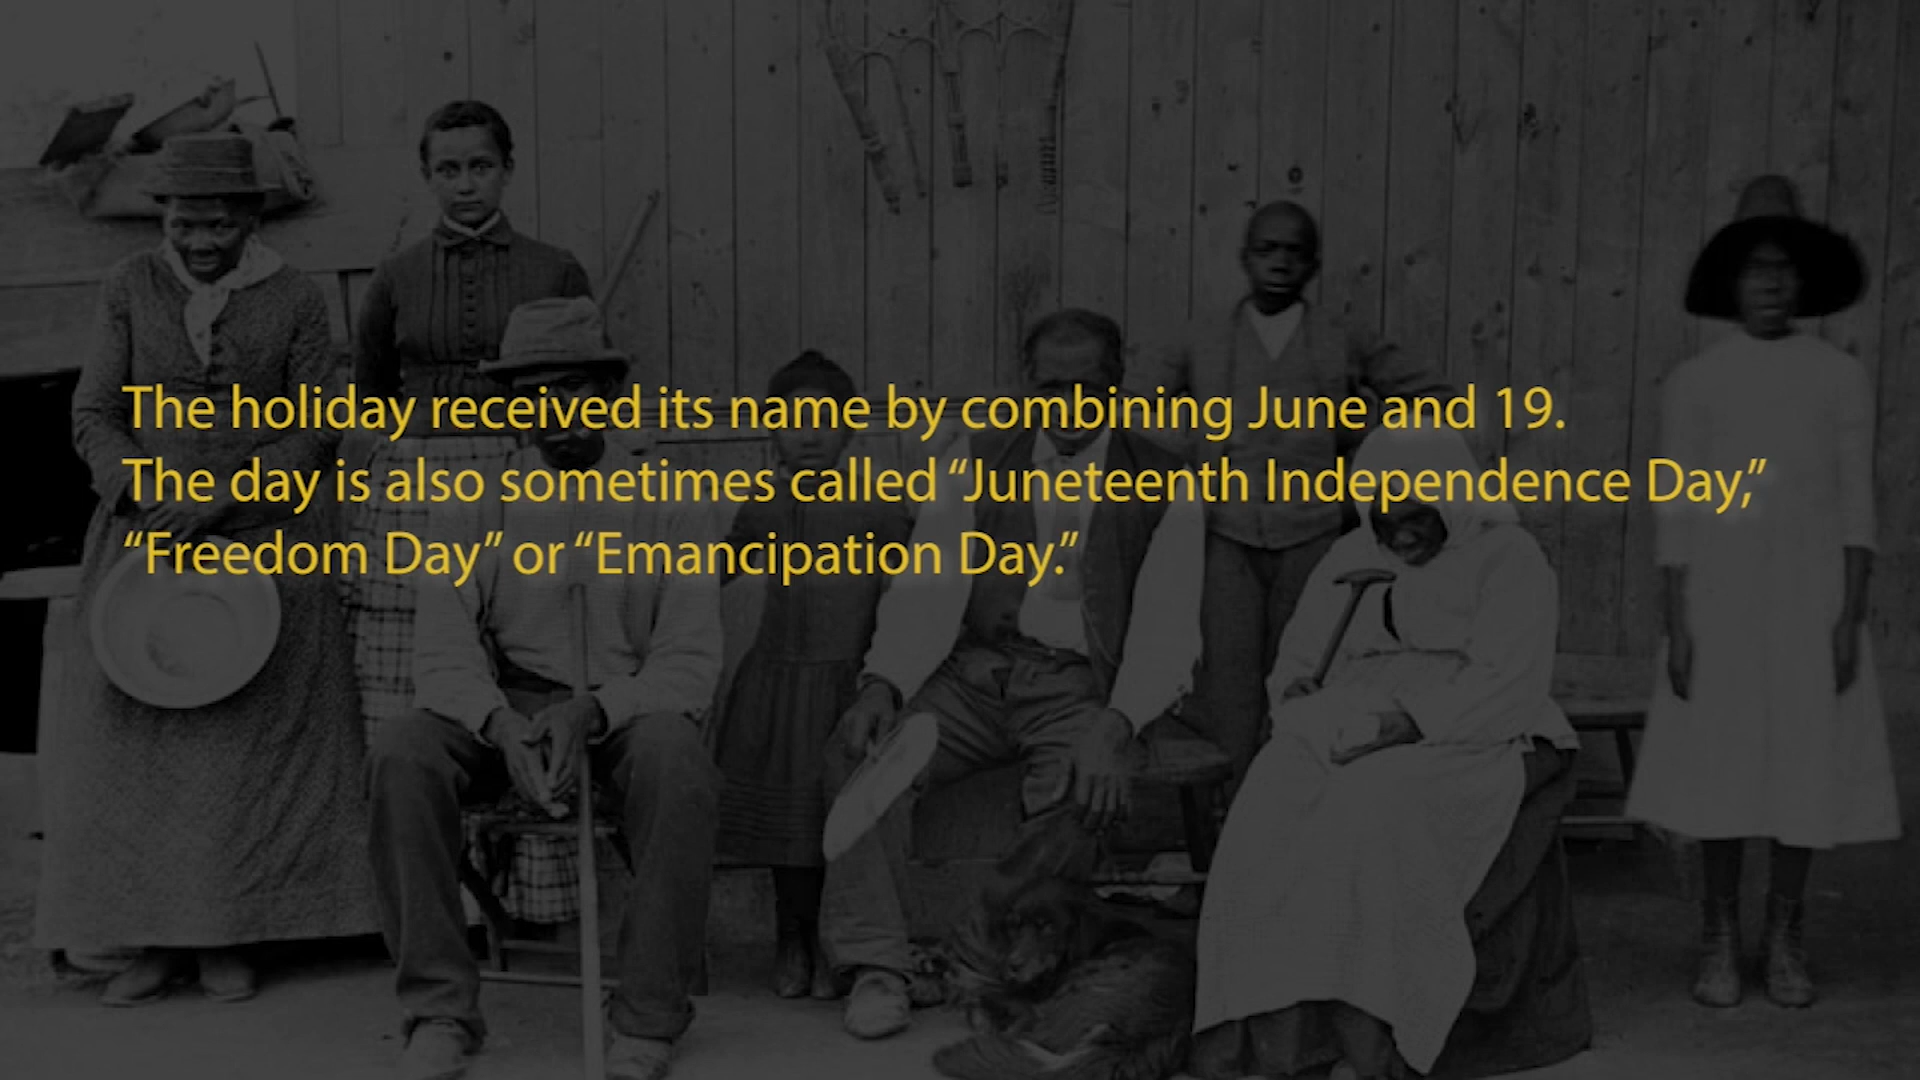 The holiday received its name by combining June and 19.
The day is also sometimes called “Juneteenth Independence Day,”
“Freedom Day” or “Emancipation Day.”